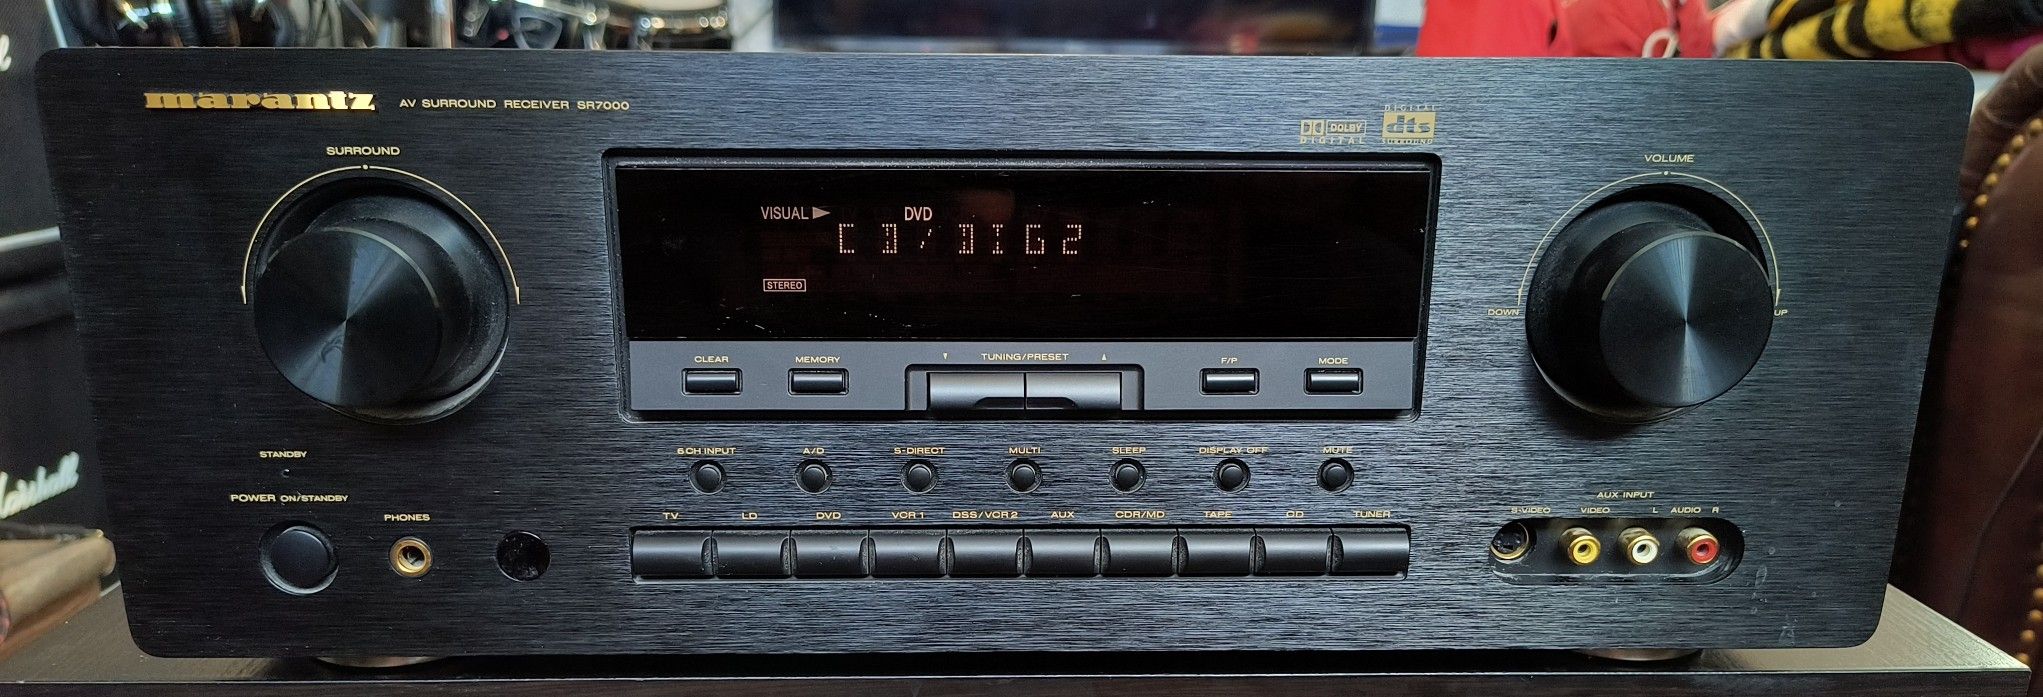 marantz AV SURROUND RECEIVER SR7000
DIGITAL
DOLBY dts
DIGITAL SURROUND
SURROUND
VOLUME
VISUAL DVD
CD/DIG2
STEREO
DOWN UP
CLEAR MEMORY ▼ TUNING/PRESET ▲ F/P MODE
STANDBY
6CH INPUT A/D S-DIRECT MULTI SLEEP DISPLAY OFF MUTE
POWER ON/STANDBY
PHONES
TV LD DVD VCR 1 DSS/VCR 2 AUX CDR/MD TAPE CD TUNER
AUX INPUT
S-VIDEO VIDEO L AUDIO R
Marshall